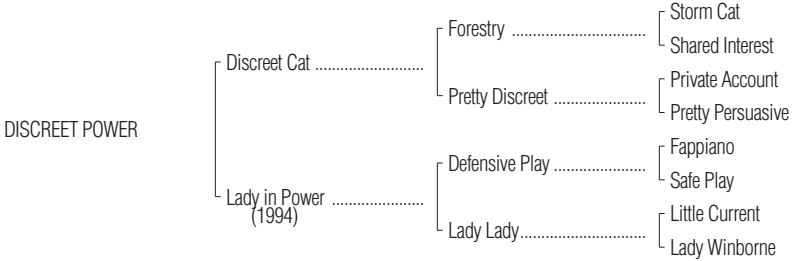 Storm Cat
Forestry ................................
Shared Interest
Discreet Cat ..........................
Private Account
Pretty Discreet ......................
Pretty Persuasive
DISCREET POWER
Fappiano
Defensive Play ......................
Safe Play
Lady in Power ......................
(1994)
Little Current
Lady Lady..............................
Lady Winborne